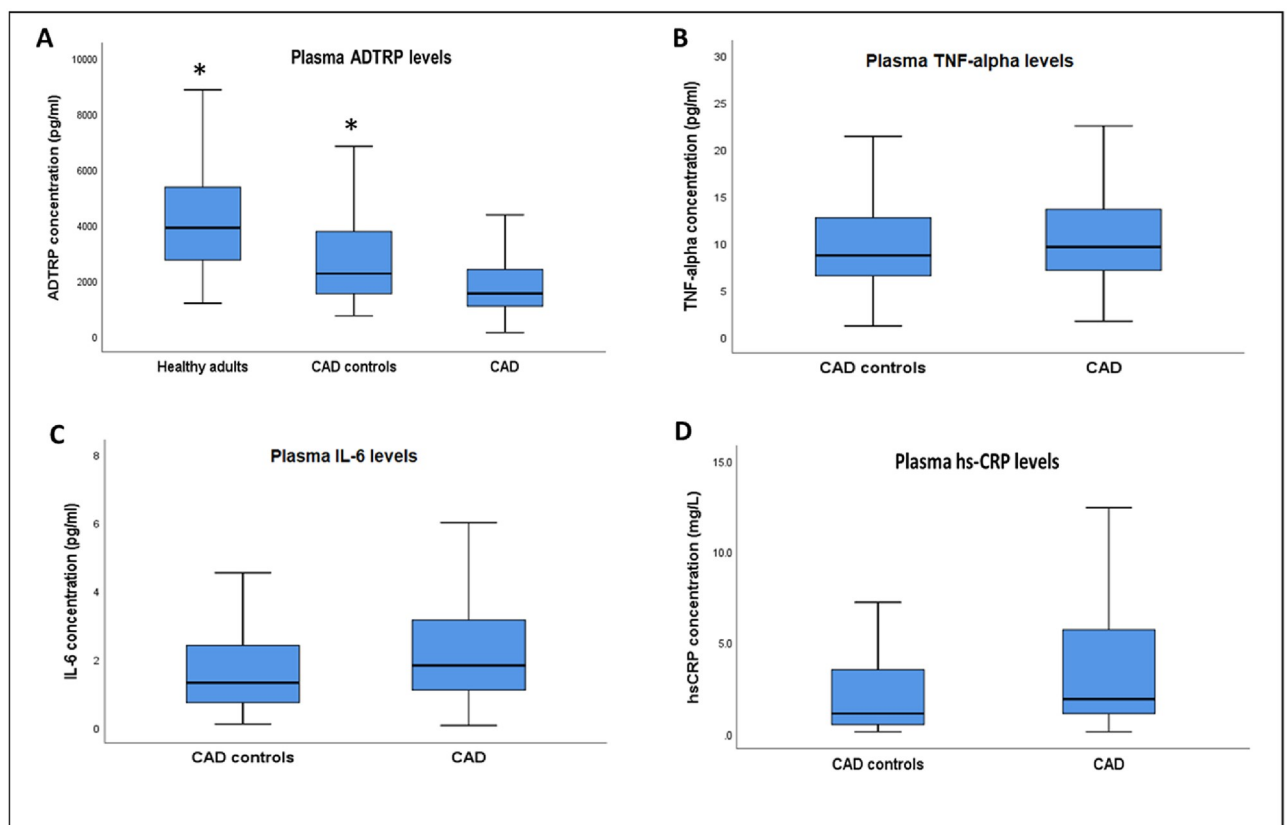 A
Plasma ADTRP levels
ADTRP concentration (pg/ml)
10000
8000
6000
4000
2000
0
*
*
Healthy adults
CAD controls
CAD
B
Plasma TNF-alpha levels
TNF-alpha concentration (pg/ml)
30
25
20
15
10
5
0
CAD controls
CAD
C
Plasma IL-6 levels
IL-6 concentration (pg/ml)
8
6
4
2
0
CAD controls
CAD
D
Plasma hs-CRP levels
hsCRP concentration (mg/L)
15.0
10.0
5.0
.0
CAD controls
CAD